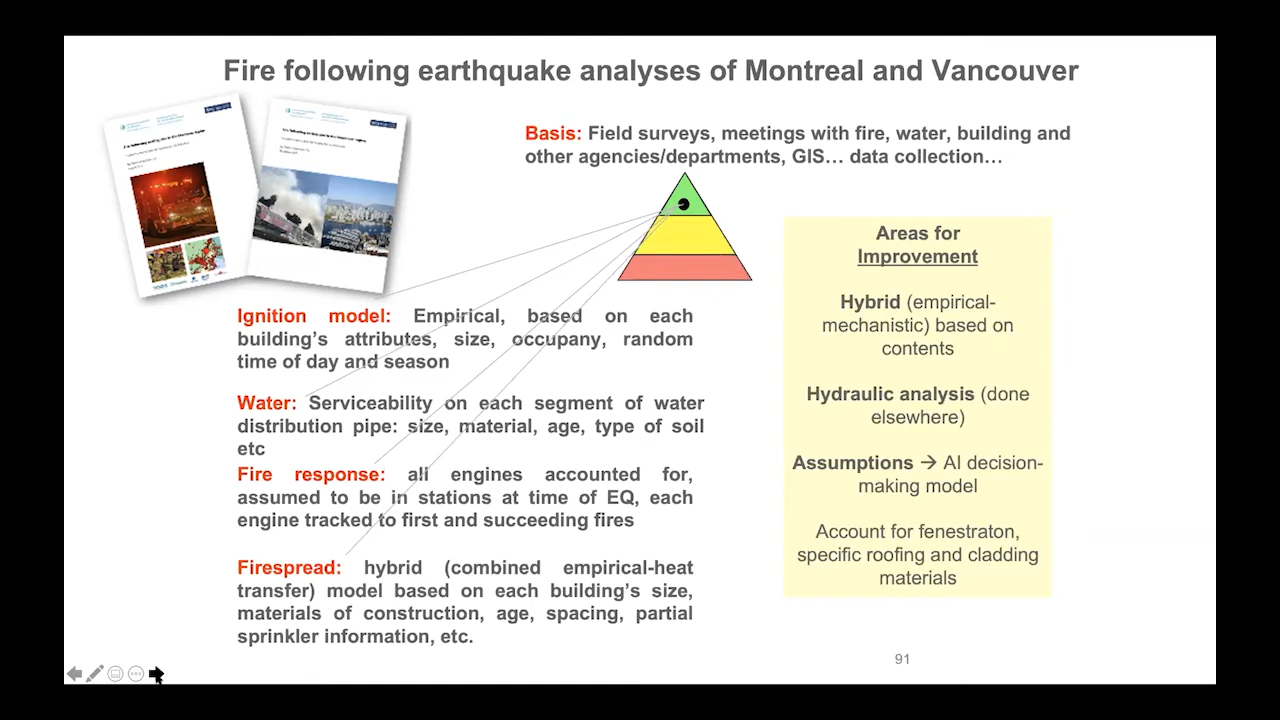 Fire following earthquake analyses of Montreal and Vancouver
Basis: Field surveys, meetings with fire, water, building and
other agencies/departments, GIS… data collection…
Ignition model: Empirical, based on each
building's attributes, size, occupany, random
time of day and season
Water: Serviceability on each segment of water
distribution pipe: size, material, age, type of soil
etc
Fire response: all engines accounted for,
assumed to be in stations at time of EQ, each
engine tracked to first and succeeding fires
Firespread: hybrid (combined empirical-heat
transfer) model based on each building's size,
materials of construction, age, spacing, partial
sprinkler information, etc.
Areas for
Improvement
Hybrid (empirical-
mechanistic) based on
contents
Hydraulic analysis (done
elsewhere)
Assumptions → AI decision-
making model
Account for fenestraton,
specific roofing and cladding
materials
91